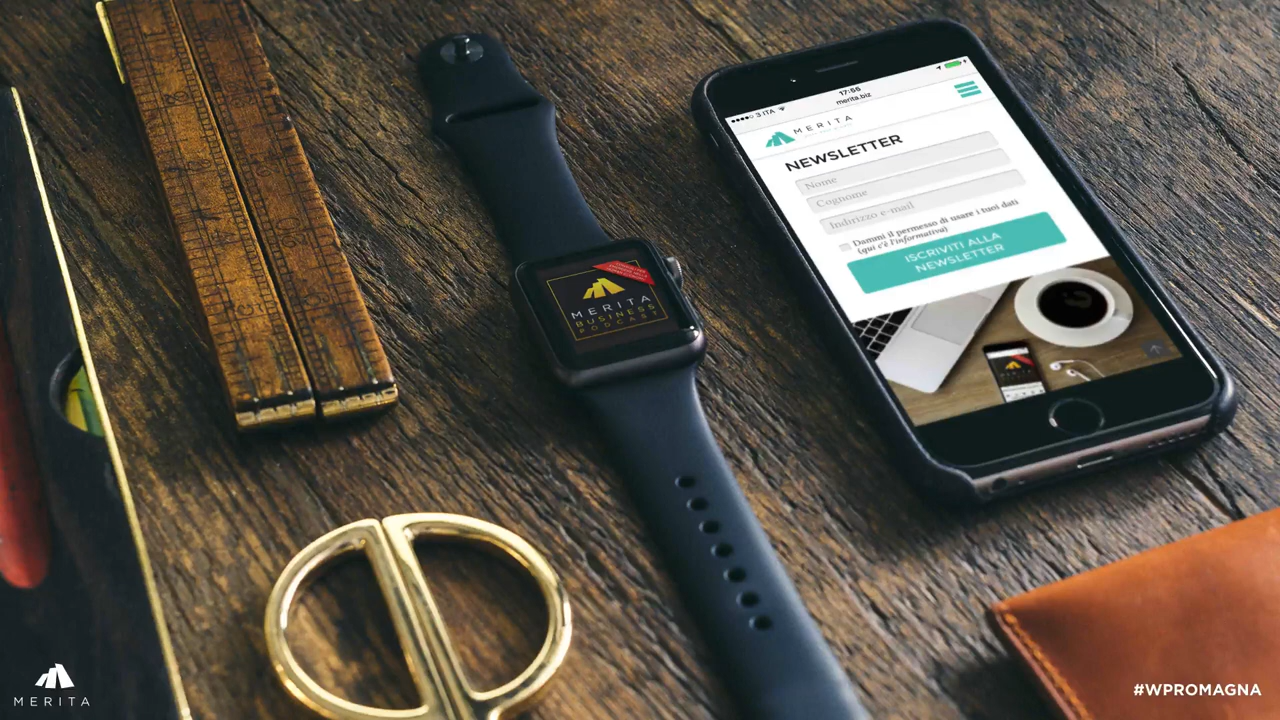 17:56
3 ITA
merita.biz
MERITA
NEWSLETTER
Nome
Cognome
Indirizzo e-mail
Dammi il permesso di usare i tuoi dati
(qui c'è l'informativa)
ISCRIVITI ALLA
NEWSLETTER
MERITA
BUSINESS
PODCAST
MERITA
#WPROMAGNA